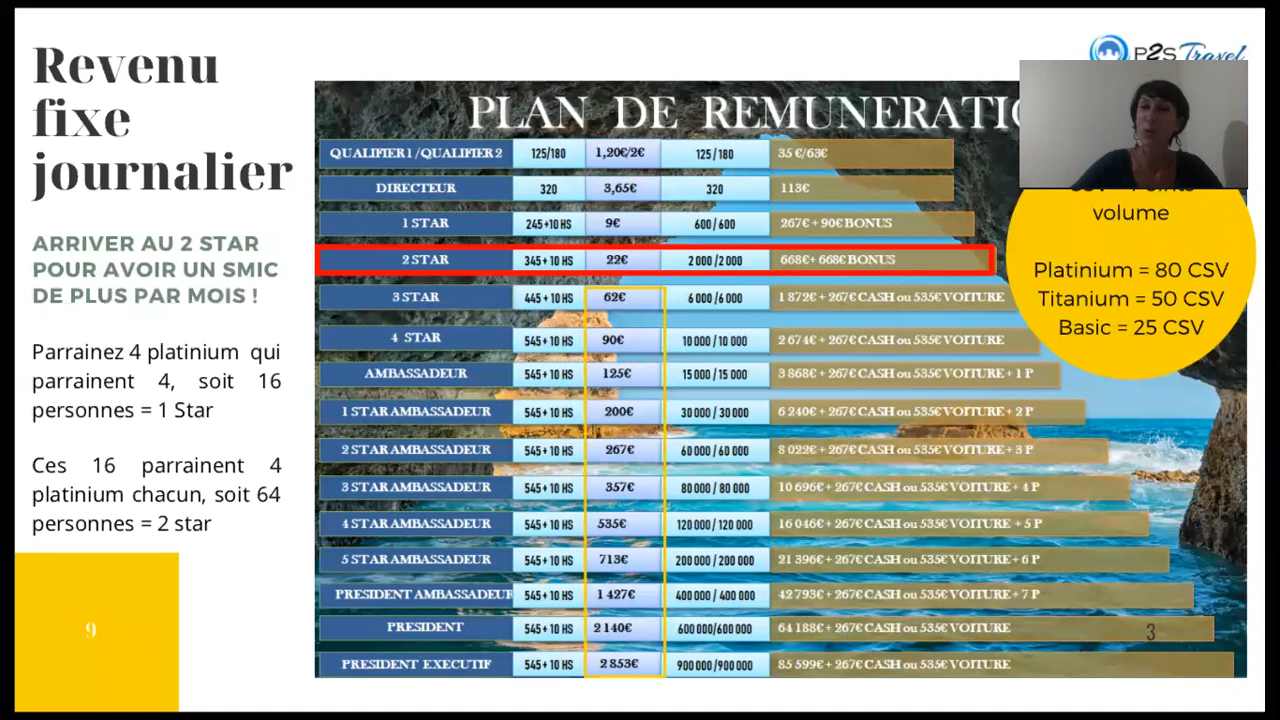 Revenu
fixe
journalier
ARRIVER AU 2 STAR
POUR AVOIR UN SMIC
DE PLUS PAR MOIS !
Parrainez 4 platinium qui
parrainent 4, soit 16
personnes = 1 Star
Ces 16 parrainent 4
platinium chacun, soit 64
personnes = 2 star
9
P2S Travel
PLAN DE REMUNERATIO
QUALIFIER 1 / QUALIFIER 2 125/180 1,20€/2€ 125 / 180 35 €/63€
DIRECTEUR 320 3,65€ 320 113€
1 STAR 245+10 HS 9€ 600 / 600 267€ + 90€ BONUS
2 STAR 345+ 10 HS 22€ 2 000 /2 000 668€+ 668€ BONUS
3 STAR 445+ 10 HS 62€ 6 000 /6 000 1 872€ + 267€ CASH ou 535€ VOITURE
4 STAR 545 + 10 HS 90€ 10 000 / 10 000 2 674€ + 267€ CASH ou 535€ VOITURE
AMBASSADEUR 545 + 10 HS 125€ 15 000 / 15 000 3 868€ + 267€ CASH ou 535€ VOITURE + 1 P
1 STAR AMBASSADEUR 545 + 10 HS 200€ 30 000 / 30 000 6 240€ + 267€ CASH ou 535€ VOITURE + 2 P
2 STAR AMBASSADEUR 545 + 10 HS 267€ 60 000 / 60 000 8 022€ + 267€ CASH ou 535€ VOITURE + 3 P
3 STAR AMBASSADEUR 545 + 10 HS 357€ 80 000 / 80 000 10 696€ + 267€ CASH ou 535€ VOITURE + 4 P
4 STAR AMBASSADEUR 545 + 10 HS 535€ 120 000 / 120 000 16 046€ + 267€ CASH ou 535€ VOITURE + 5 P
5 STAR AMBASSADEUR 545 + 10 HS 713€ 200 000 / 200 000 21 396€ + 267€ CASH ou 535€ VOITURE + 6 P
PRESIDENT AMBASSADEUR 545 + 10 HS 1 427€ 400 000 / 400 000 42 793€ + 267€ CASH ou 535€ VOITURE + 7 P
PRESIDENT 545 + 10 HS 2 140€ 600 000/600 000 64 188€ + 267€ CASH ou 535€ VOITURE
3
PRESIDENT EXECUTIF 545 + 10 HS 2 853€ 900 000 /900 000 85 599€ + 267€ CASH ou 535€ VOITURE
volume
Platinium = 80 CSV
Titanium = 50 CSV
Basic = 25 CSV